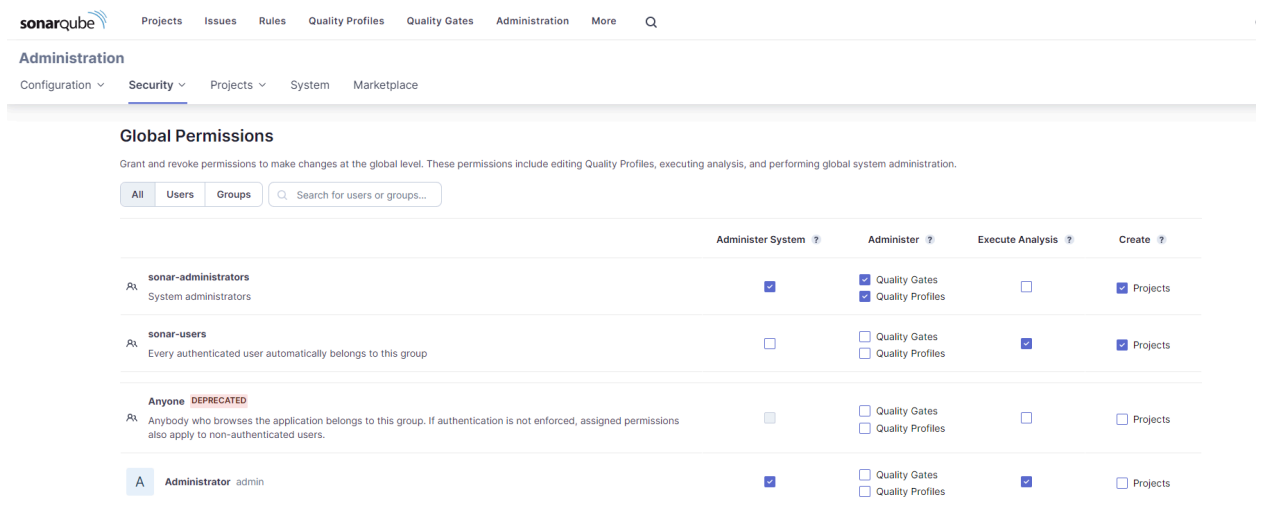 sonarqube Projects Issues Rules Quality Profiles Quality Gates Administration More
Administration
Configuration Security Projects System Marketplace
Global Permissions
Grant and revoke permissions to make changes at the global level. These permissions include editing Quality Profiles, executing analysis, and performing global system administration.
All Users Groups Search for users or groups...
Administer System ? Administer ? Execute Analysis ? Create ?
sonar-administrators
System administrators
Quality Gates
Quality Profiles
Projects
sonar-users
Every authenticated user automatically belongs to this group
Quality Gates
Quality Profiles
Projects
Anyone DEPRECATED
Anybody who browses the application belongs to this group. If authentication is not enforced, assigned permissions
also apply to non-authenticated users.
Quality Gates
Quality Profiles
Projects
A Administrator admin
Quality Gates
Quality Profiles
Projects